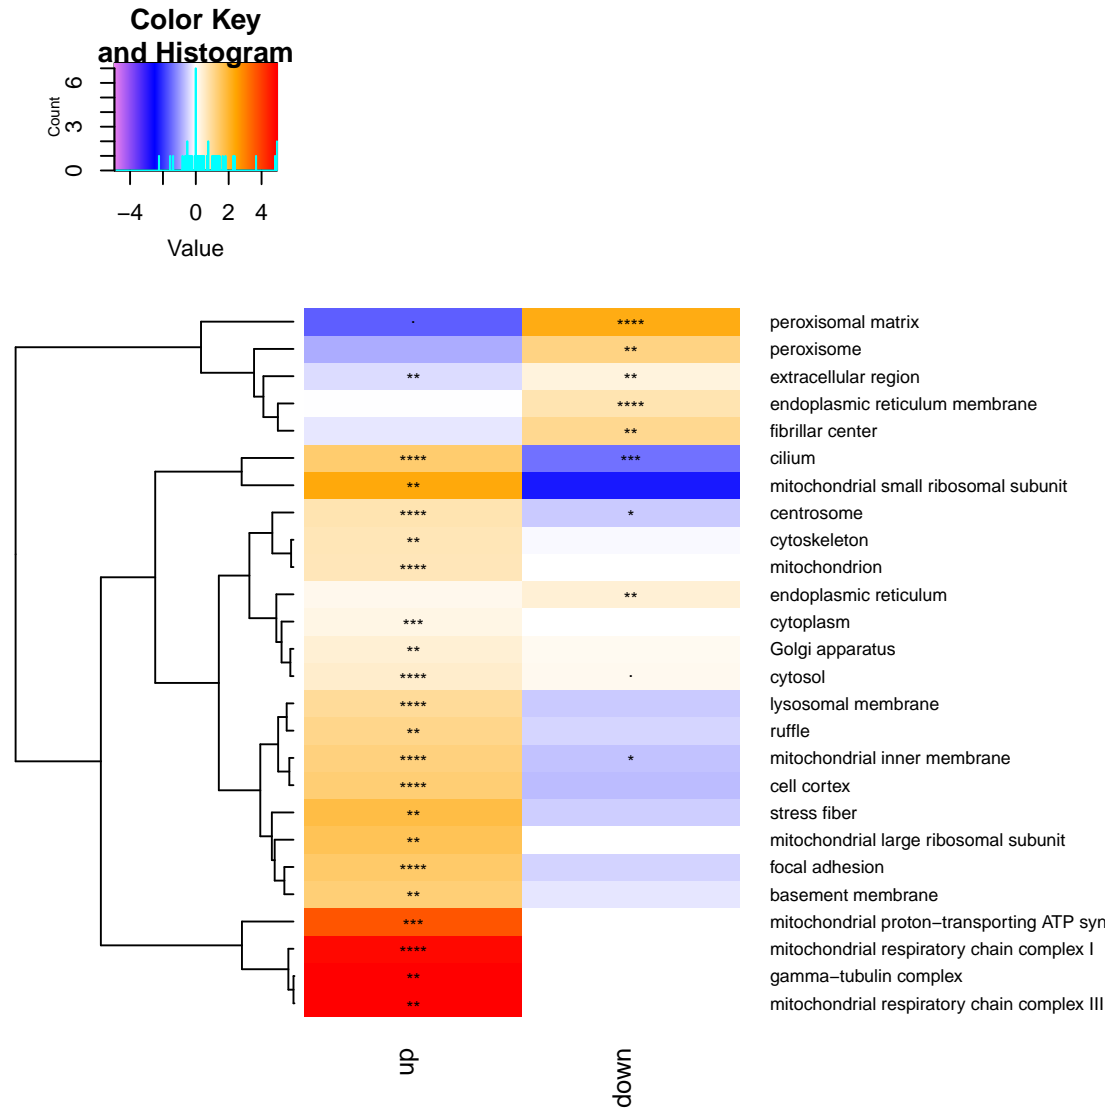 Color Key
and Histogram
Count
0 3 6
−4 0 2 4
Value
· **** peroxisomal matrix
** peroxisome
** ** extracellular region
**** endoplasmic reticulum membrane
** fibrillar center
**** *** cilium
** mitochondrial small ribosomal subunit
**** * centrosome
** cytoskeleton
**** mitochondrion
** endoplasmic reticulum
*** cytoplasm
** Golgi apparatus
**** · cytosol
**** lysosomal membrane
** ruffle
**** * mitochondrial inner membrane
**** cell cortex
** stress fiber
** mitochondrial large ribosomal subunit
**** focal adhesion
** basement membrane
*** mitochondrial proton−transporting ATP syn
**** mitochondrial respiratory chain complex I
** gamma−tubulin complex
** mitochondrial respiratory chain complex III
up down